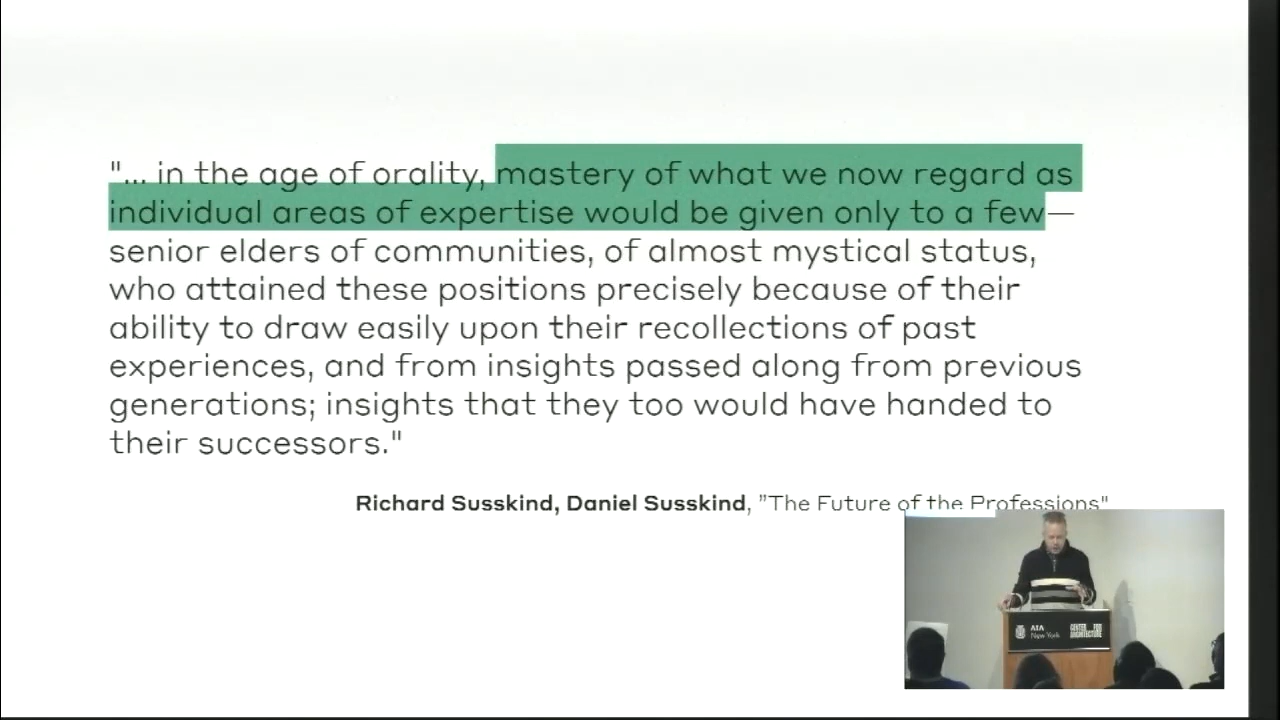 "... in the age of orality, mastery of what we now regard as
individual areas of expertise would be given only to a few—
senior elders of communities, of almost mystical status,
who attained these positions precisely because of their
ability to draw easily upon their recollections of past
experiences, and from insights passed along from previous
generations; insights that they too would have handed to
their successors."
Richard Susskind, Daniel Susskind, "The Future of the Professions"
AIA
New York
CENTER FOR
ARCHITECTURE